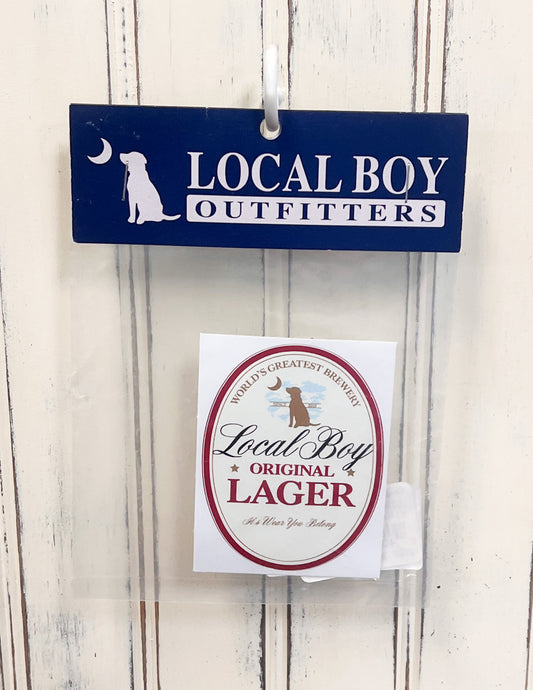 LOCAL BOY
OUTFITTERS
WORLD'S GREATEST BREWERY
Local Boy
ORIGINAL
LAGER
It's Wear You Belong